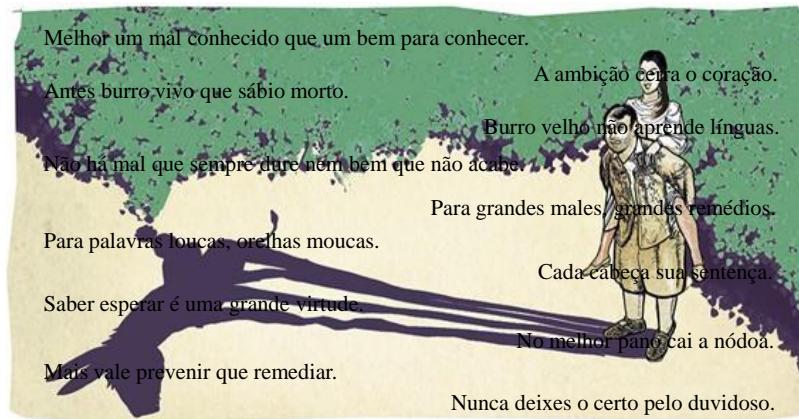 Melhor um mal conhecido que um bem para conhecer.
A ambição cerra o coração.
Antes burro vivo que sábio morto.
Burro velho não aprende línguas.
Não há mal que sempre dure nem bem que não acabe.
Para grandes males, grandes remédios.
Para palavras loucas, orelhas moucas.
Cada cabeça sua sentença.
Saber esperar é uma grande virtude.
No melhor pano cai a nódoa.
Mais vale prevenir que remediar.
Nunca deixes o certo pelo duvidoso.